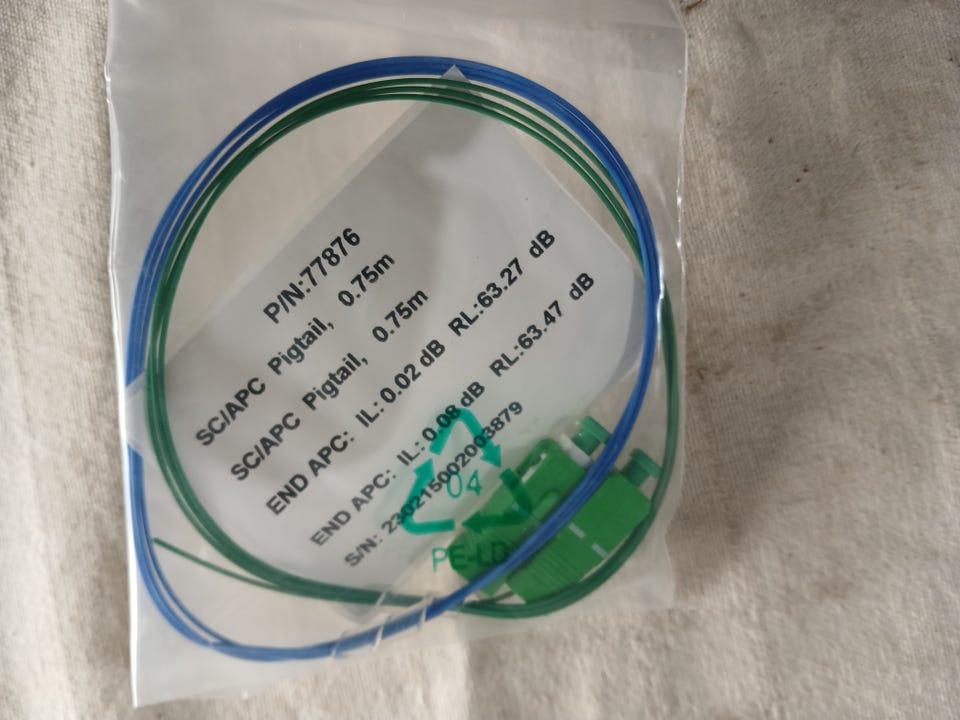 P/N:77876
SC/APC Pigtail, 0.75m
SC/APC Pigtail, 0.75m
END APC: IL: 0.02 dB RL:63.27 dB
END APC: IL: 0.08 dB RL:63.47 dB
S/N: 230215002003879
04
PE-LD